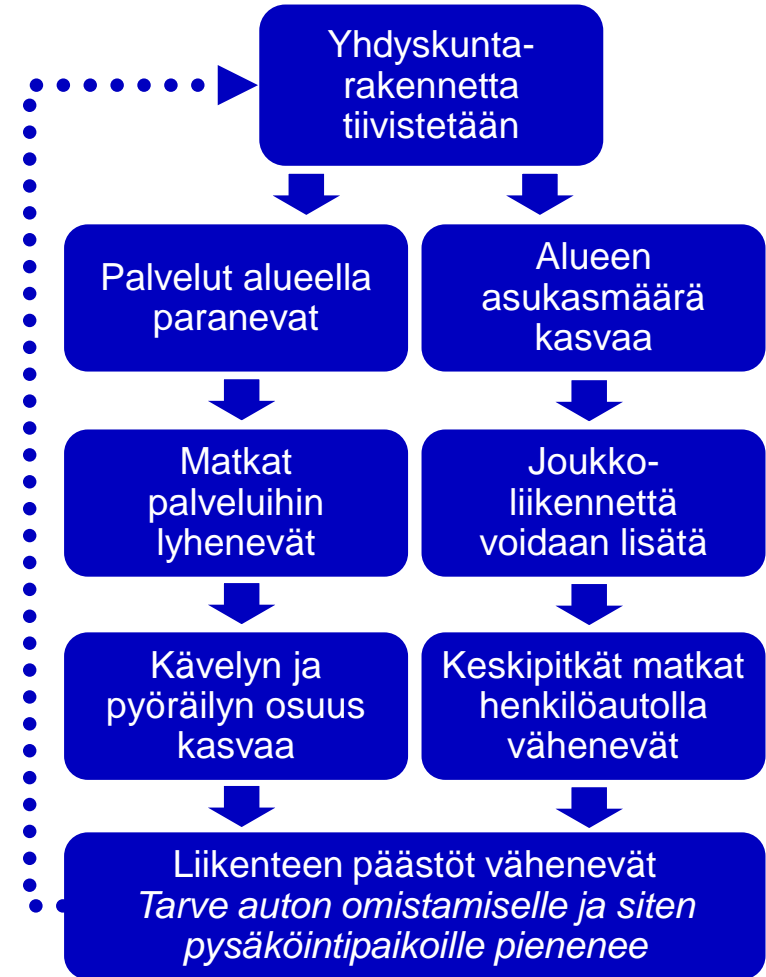 Yhdyskunta-
rakennetta
tiivistetään
Palvelut alueella
paranevat
Alueen
asukasmäärä
kasvaa
Matkat
palveluihin
lyhenevät
Joukko-
liikennettä
voidaan lisätä
Kävelyn ja
pyöräilyn osuus
kasvaa
Keskipitkät matkat
henkilöautolla
vähenevät
Liikenteen päästöt vähenevät
Tarve auton omistamiselle ja siten
pysäköintipaikoille pienenee